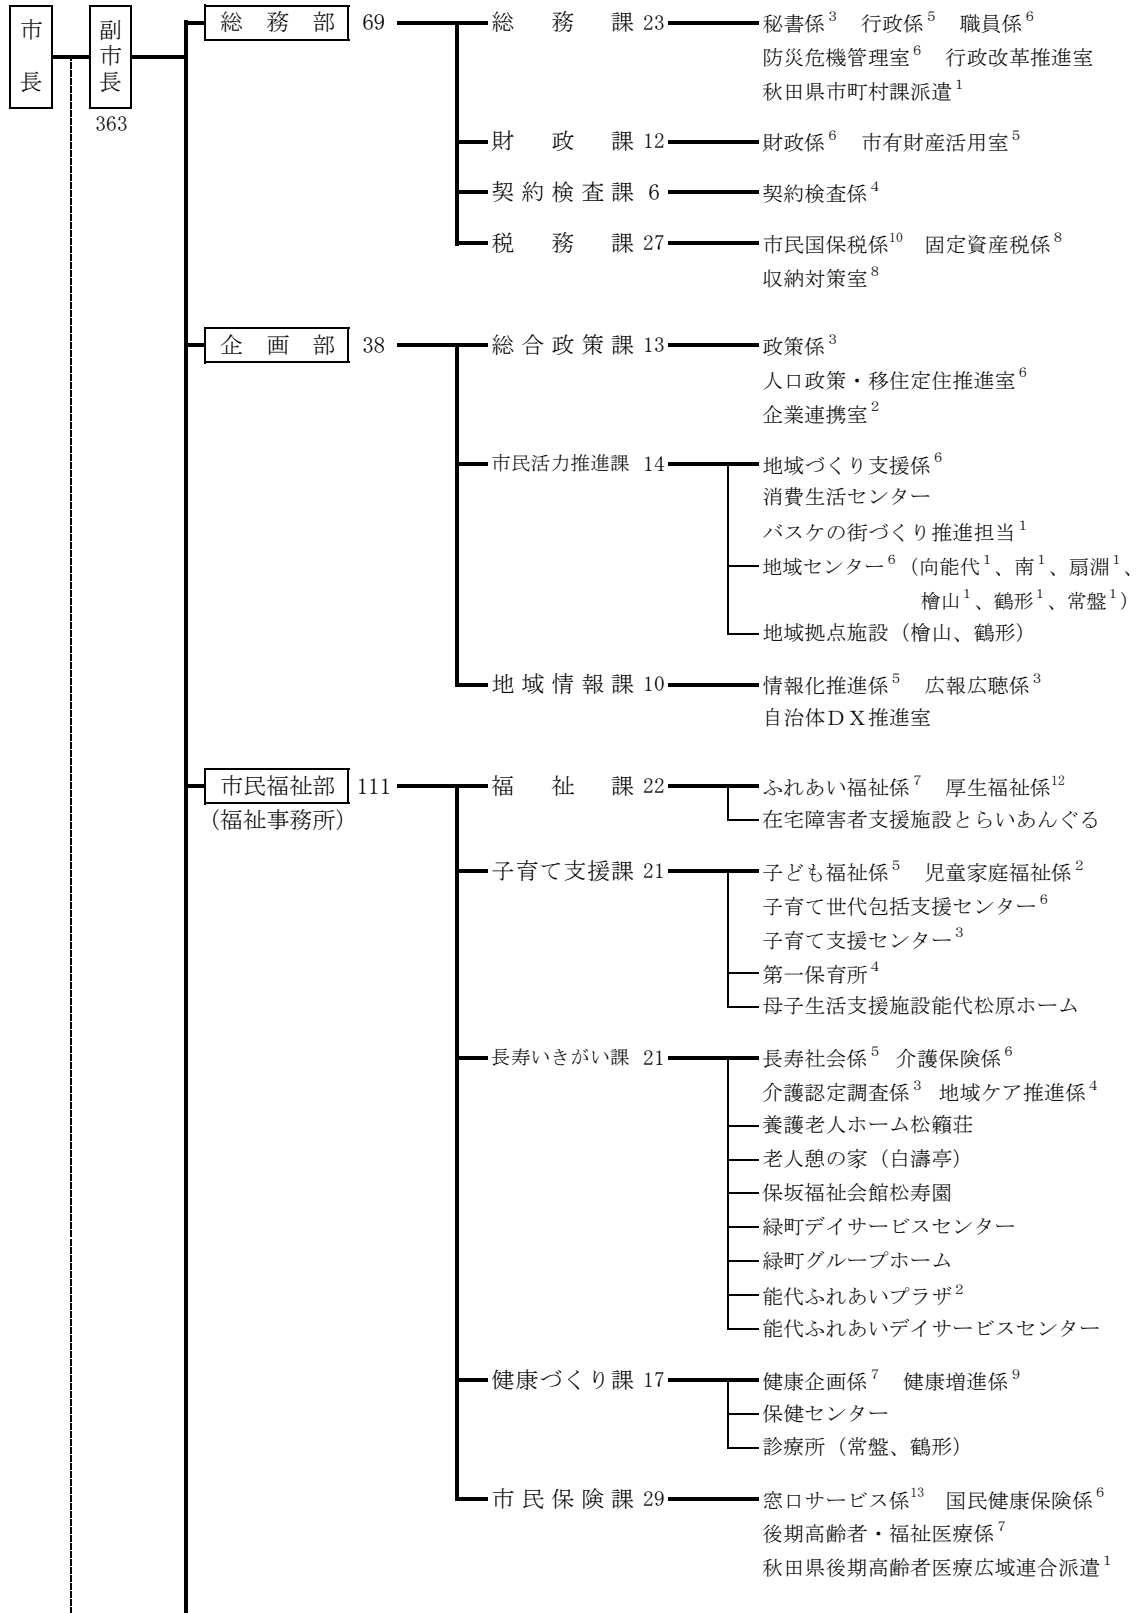 市長
副市長
363
総務部 69
総務課 23
秘書係3 行政係5 職員係6
防災危機管理室6 行政改革推進室
秋田県市町村課派遣1
財政課 12
財政係6 市有財産活用室5
契約検査課 6
契約検査係4
税務課 27
市民国保税係10 固定資産税係8
収納対策室8
企画部 38
総合政策課 13
政策係3
人口政策・移住定住推進室6
企業連携室2
市民活力推進課 14
地域づくり支援係6
消費生活センター
バスケの街づくり推進担当1
地域センター6（向能代1、南1、扇淵1、
檜山1、鶴形1、常盤1）
地域拠点施設（檜山、鶴形）
地域情報課 10
情報化推進係5 広報広聴係3
自治体ＤＸ推進室
市民福祉部 111
（福祉事務所）
福祉課 22
ふれあい福祉係7 厚生福祉係12
在宅障害者支援施設とらいあんぐる
子育て支援課 21
子ども福祉係5 児童家庭福祉係2
子育て世代包括支援センター6
子育て支援センター3
第一保育所4
母子生活支援施設能代松原ホーム
長寿いきがい課 21
長寿社会係5 介護保険係6
介護認定調査係3 地域ケア推進係4
養護老人ホーム松籟荘
老人憩の家（白濤亭）
保坂福祉会館松寿園
緑町デイサービスセンター
緑町グループホーム
能代ふれあいプラザ2
能代ふれあいデイサービスセンター
健康づくり課 17
健康企画係7 健康増進係9
保健センター
診療所（常盤、鶴形）
市民保険課 29
窓口サービス係13 国民健康保険係6
後期高齢者・福祉医療係7
秋田県後期高齢者医療広域連合派遣1